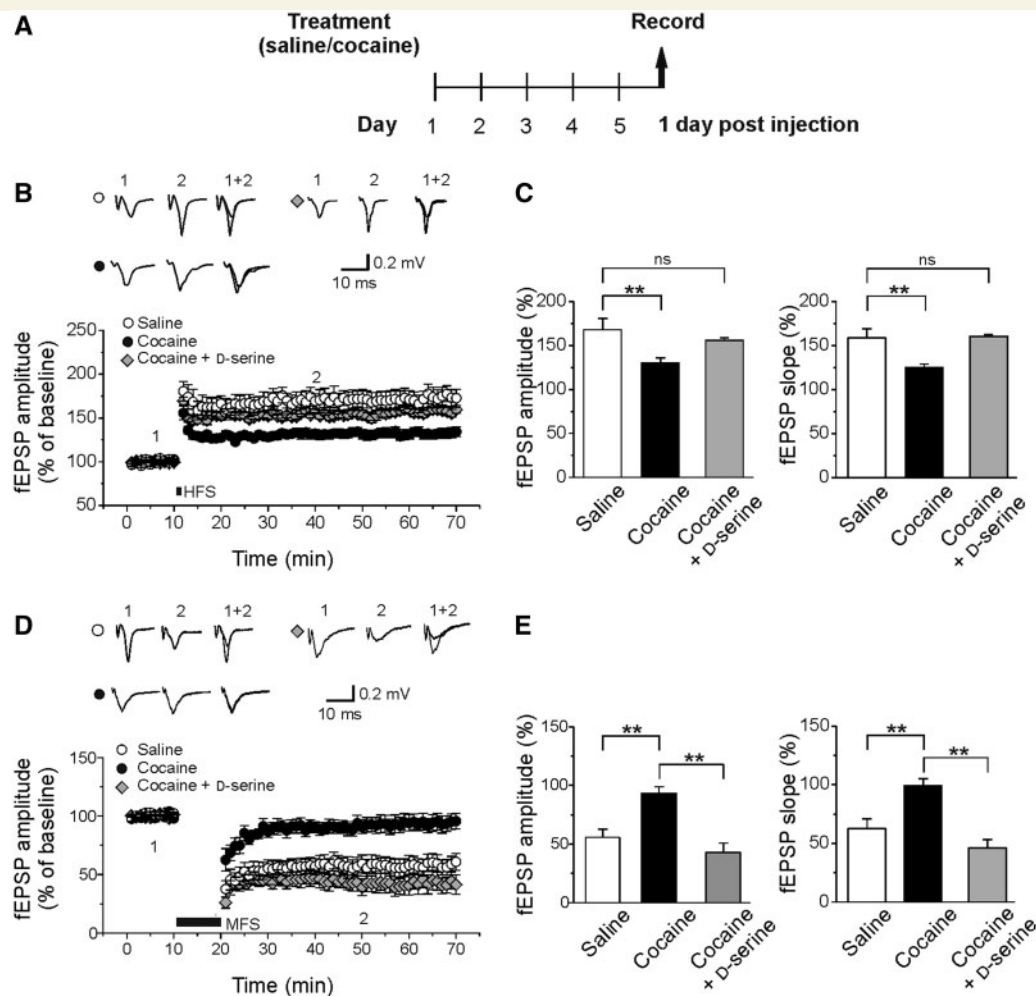 A
Treatment
(saline/cocaine)
Record
Day 1 2 3 4 5 1 day post injection
B
1 2 1+2 1 2 1+2
0.2 mV
10 ms
Saline
Cocaine
Cocaine + D-serine
fEPSP amplitude
(% of baseline)
250
200
150
100
50
1
2
HFS
0 10 20 30 40 50 60 70
Time (min)
C
ns
**
fEPSP amplitude (%)
200
150
100
50
0
Saline
Cocaine
Cocaine
+ D-serine
ns
**
fEPSP slope (%)
200
150
100
50
0
Saline
Cocaine
Cocaine
+ D-serine
D
1 2 1+2 1 2 1+2
0.2 mV
10 ms
Saline
Cocaine
Cocaine + D-serine
fEPSP amplitude
(% of baseline)
150
100
50
0
1
2
MFS
0 10 20 30 40 50 60 70
Time (min)
E
** **
fEPSP amplitude (%)
150
100
50
0
Saline
Cocaine
Cocaine
+ D-serine
** **
fEPSP slope (%)
150
100
50
0
Saline
Cocaine
Cocaine
+ D-serine